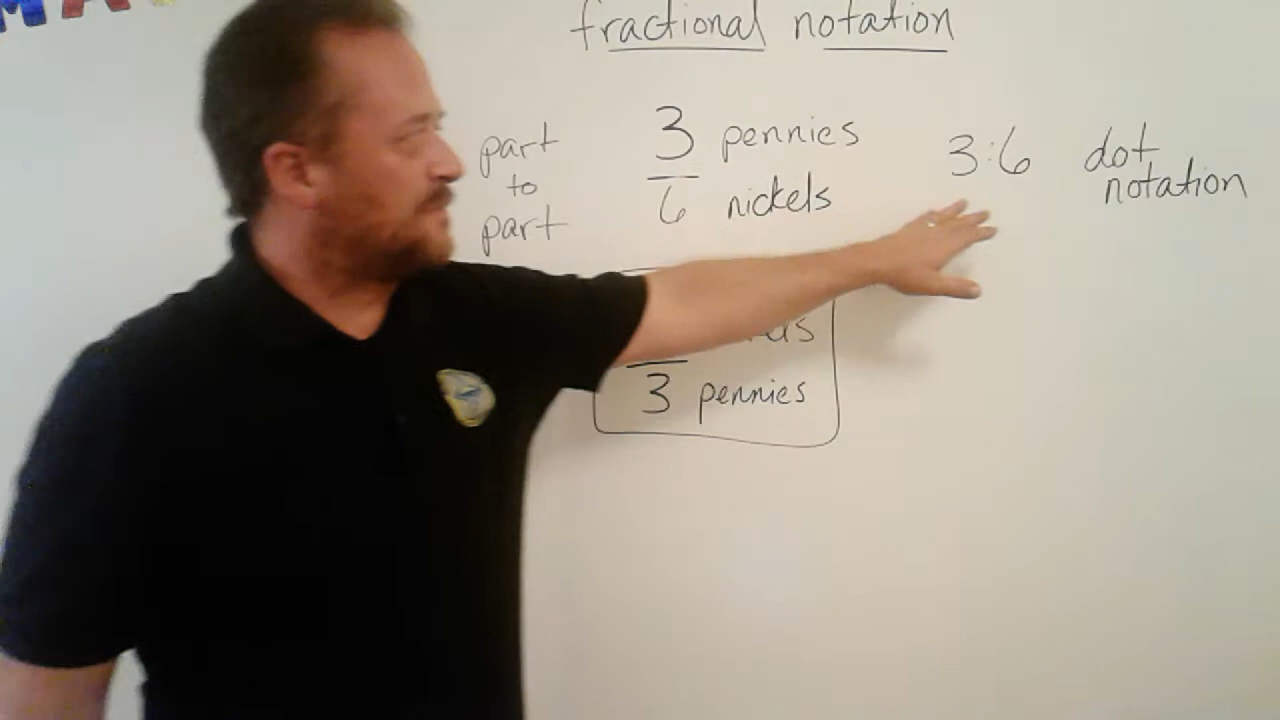 fractional notation
part
to
part
3 pennies
6 nickels
3:6
dot
notation
3 pennies